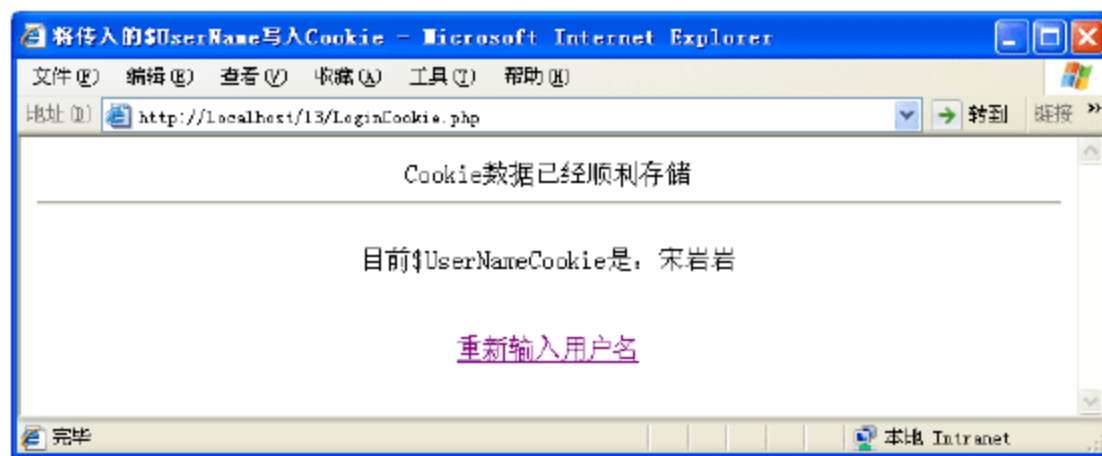 将传入的$UserName写入Cookie - Microsoft Internet Explorer
文件(F) 编辑(E) 查看(V) 收藏(A) 工具(T) 帮助(H)
地址(D) http://localhost/13/LoginCookie.php 转到 链接 »
Cookie数据已经顺利存储
目前$UserNameCookie是：宋岩岩
重新输入用户名
完毕 本地 Intranet